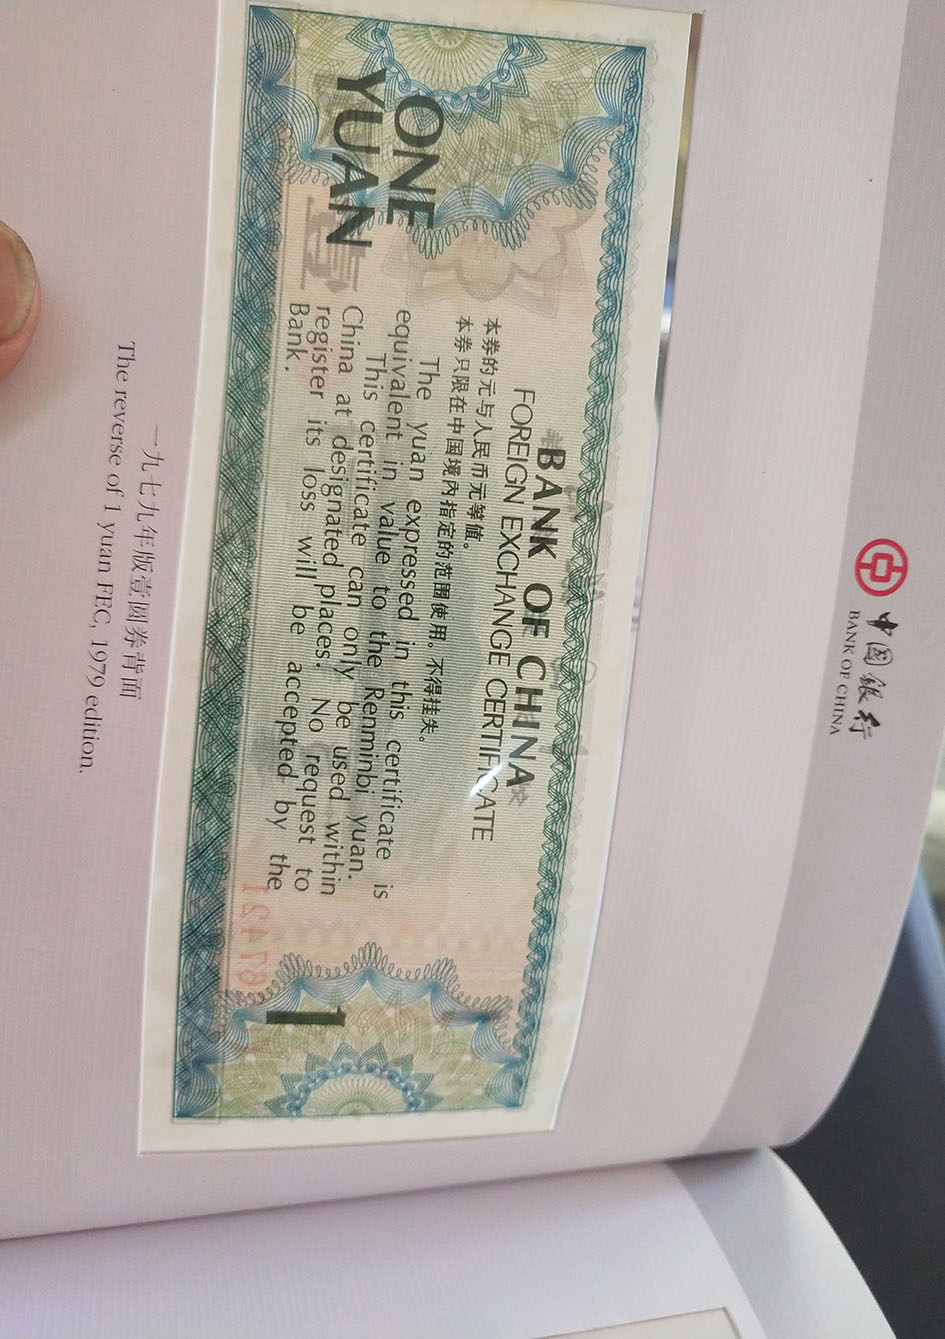 中国银行
BANK OF CHINA
BANK OF CHINA
FOREIGN EXCHANGE CERTIFICATE
本券的元与人民币元等值。
本券只限在中国境内指定的范围使用。不得挂失。
The yuan expressed in this certificate is
equivalent in value to the Renminbi yuan.
This certificate can only be used within
China at designated places. No request to
register its loss will be accepted by the
Bank.
ONE
YUAN
1
一九七九年版壹圆券背面
The reverse of 1 yuan FEC, 1979 edition.